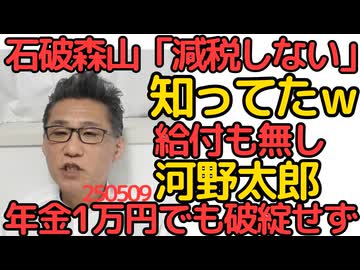 石破森山「減税しない」
知ってたｗ
給付も無し
250509
河野太郎
年金1万円でも破綻せず